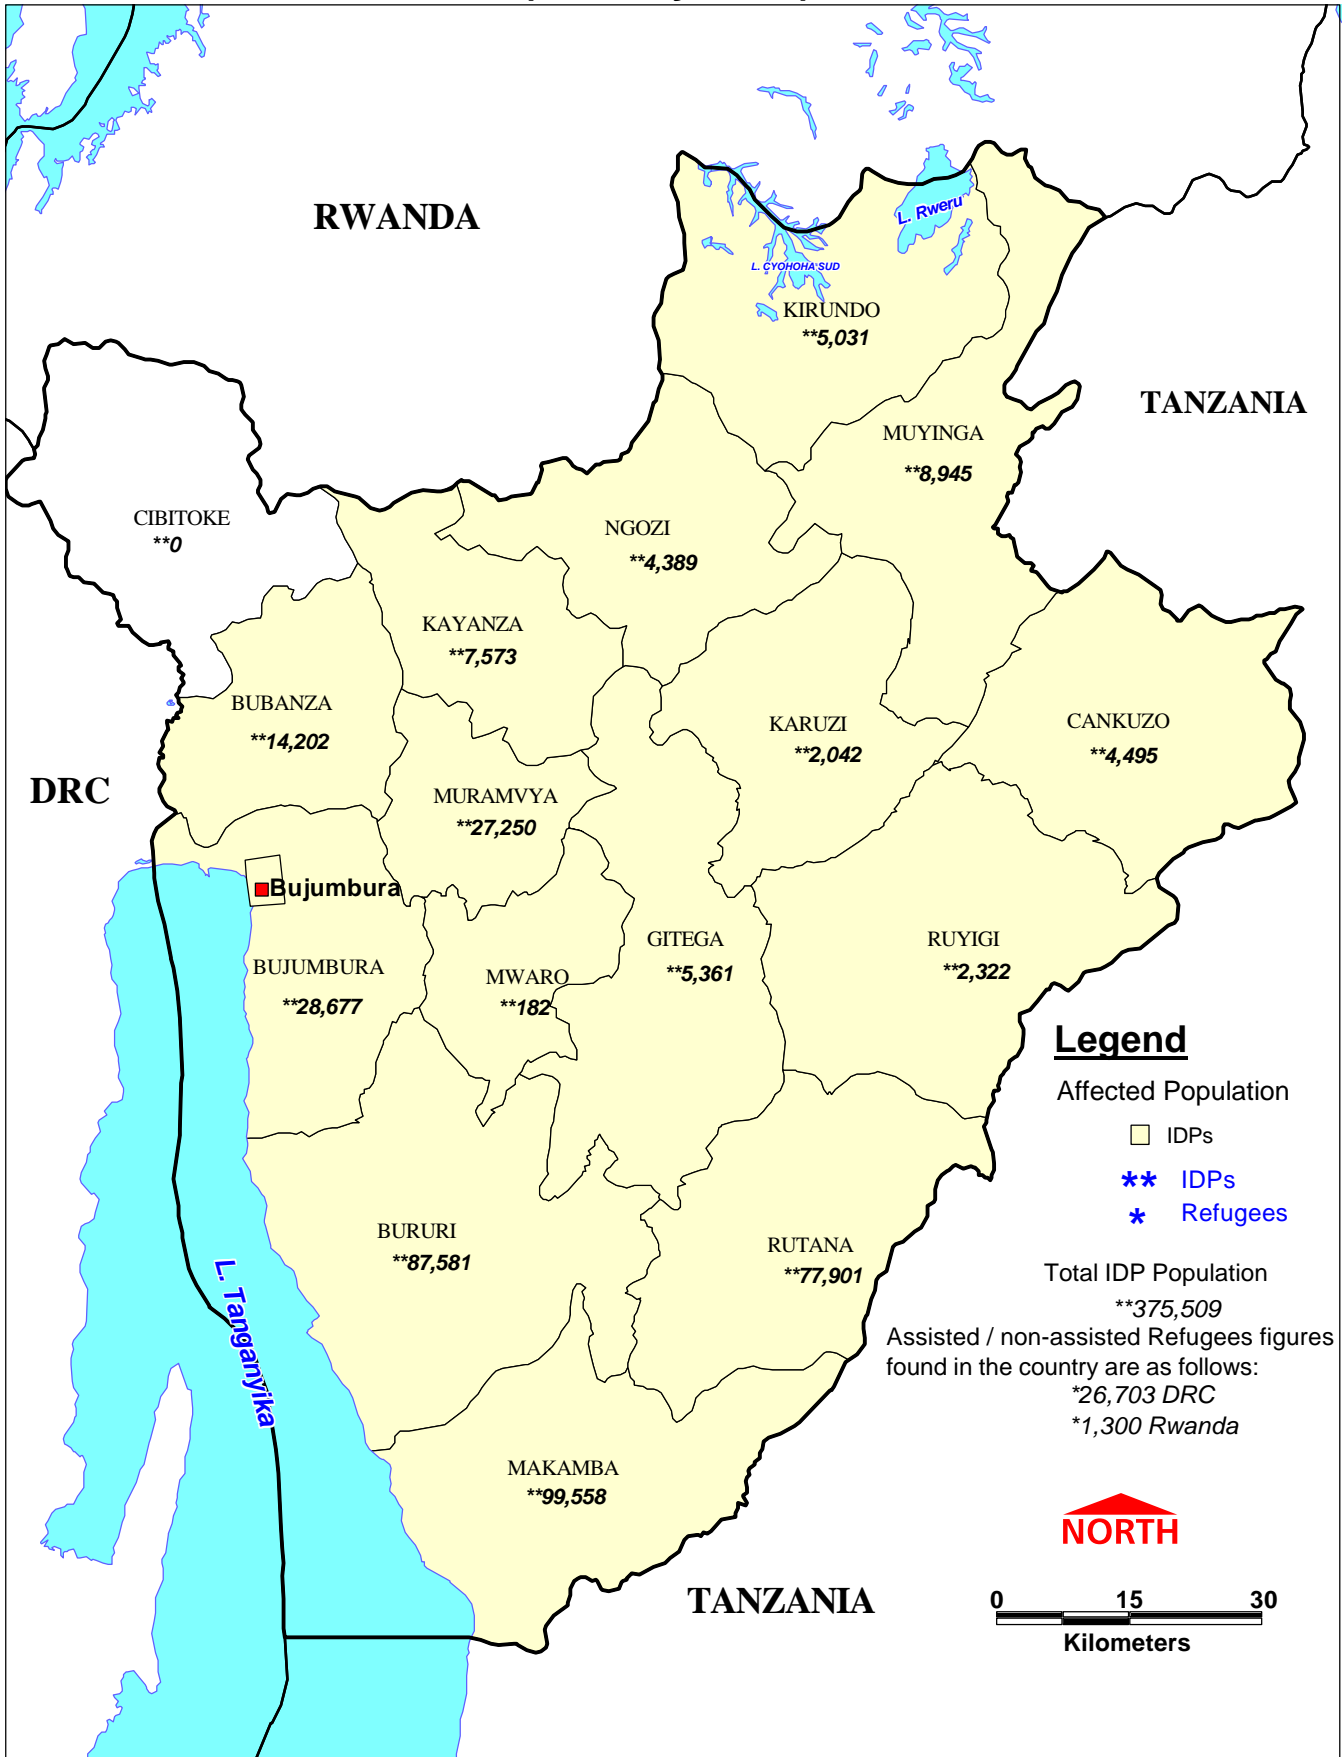 RWANDA
L. Rweru
L. CYOHOHA SUD
KIRUNDO
**5,031
TANZANIA
MUYINGA
**8,945
CIBITOKE
**0
NGOZI
**4,389
KAYANZA
**7,573
BUBANZA
**14,202
KARUZI
**2,042
CANKUZO
**4,495
DRC
MURAMVYA
**27,250
Bujumbura
BUJUMBURA
**28,677
MWARO
**182
GITEGA
**5,361
RUYIGI
**2,322
Legend
Affected Population
IDPs
** IDPs
* Refugees
BURURI
**87,581
RUTANA
**77,901
Total IDP Population
**375,509
Assisted / non-assisted Refugees figures
found in the country are as follows:
*26,703 DRC
*1,300 Rwanda
L. Tanganyika
MAKAMBA
**99,558
NORTH
TANZANIA
0 15 30
Kilometers